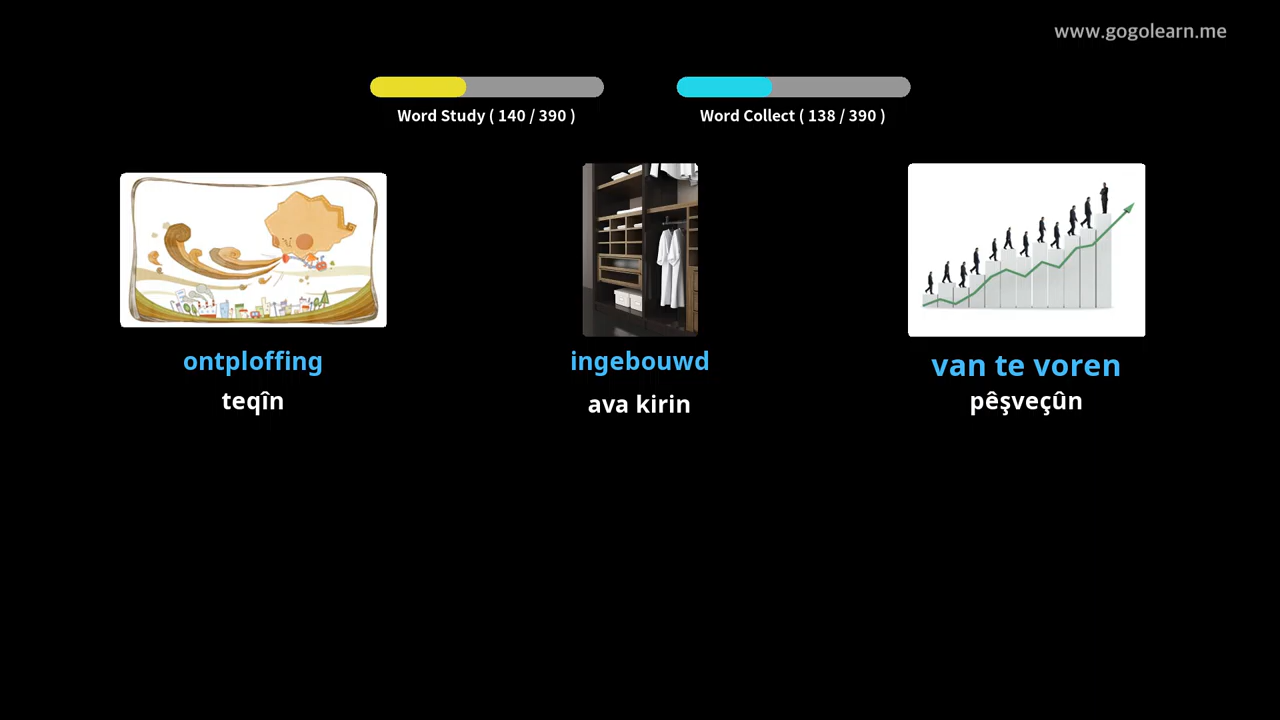 www.gogolearn.me
Word Study ( 140 / 390 )
Word Collect ( 138 / 390 )
ontploffing
ingebouwd
van te voren
teqîn
ava kirin
pêşveçûn